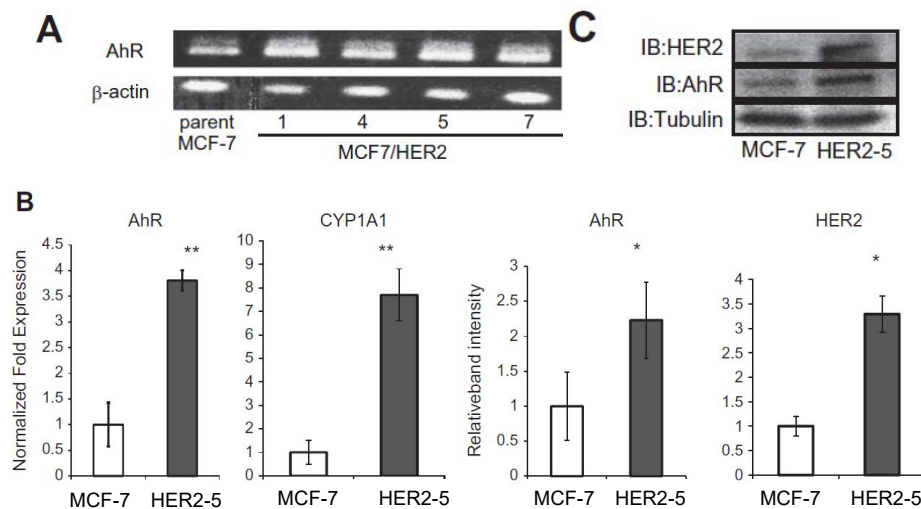 A
AhR
β-actin
parent
MCF-7
1 4 5 7
MCF7/HER2
C
IB:HER2
IB:AhR
IB:Tubulin
MCF-7 HER2-5
B
AhR
Normalized Fold Expression
4.5
4
3.5
3
2.5
2
1.5
1
0.5
0
**
MCF-7 HER2-5
CYP1A1
10
9
8
7
6
5
4
3
2
1
0
**
MCF-7 HER2-5
AhR
Relativeband intensity
3
2.5
2
1.5
1
0.5
0
*
MCF-7 HER2-5
HER2
4
3.5
3
2.5
2
1.5
1
0.5
0
*
MCF-7 HER2-5